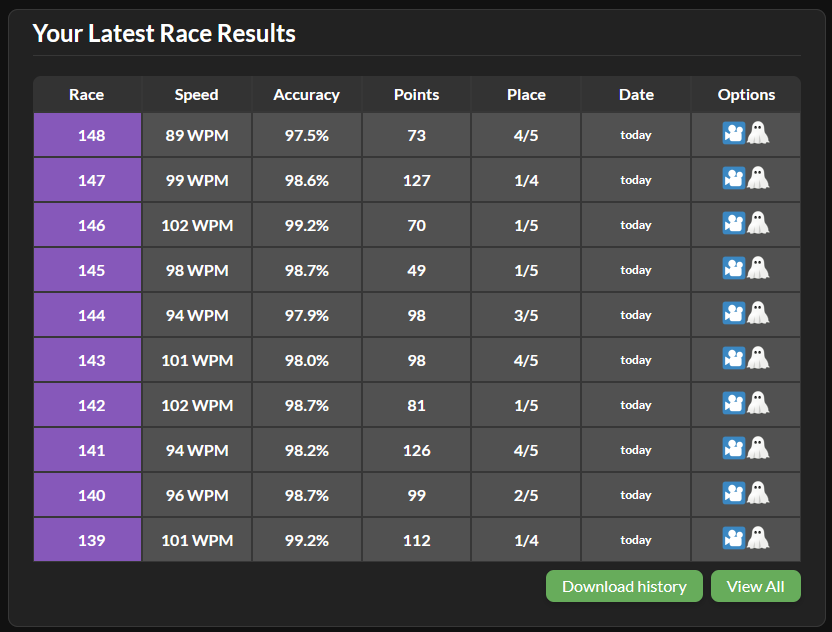 Your Latest Race Results
Race Speed Accuracy Points Place Date Options
148 89 WPM 97.5% 73 4/5 today
147 99 WPM 98.6% 127 1/4 today
146 102 WPM 99.2% 70 1/5 today
145 98 WPM 98.7% 49 1/5 today
144 94 WPM 97.9% 98 3/5 today
143 101 WPM 98.0% 98 4/5 today
142 102 WPM 98.7% 81 1/5 today
141 94 WPM 98.2% 126 4/5 today
140 96 WPM 98.7% 99 2/5 today
139 101 WPM 99.2% 112 1/4 today
Download history View All